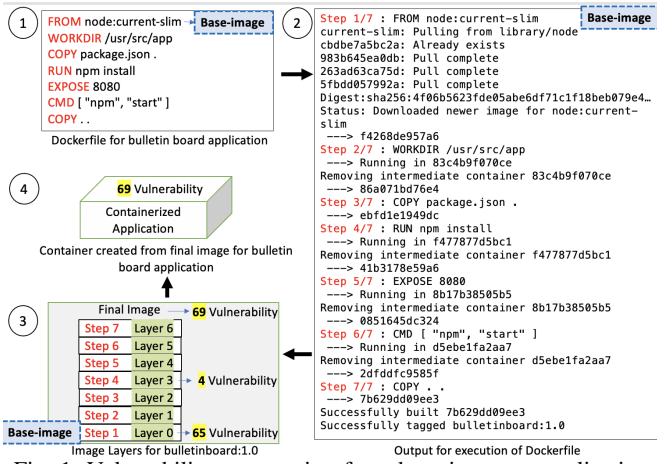 1
FROM node:current-slim
Base-image
WORKDIR /usr/src/app
COPY package.json .
RUN npm install
EXPOSE 8080
CMD [ "npm", "start" ]
COPY . .
Dockerfile for bulletin board application
2
Base-image
Step 1/7 : FROM node:current-slim
current-slim: Pulling from library/node
cbdbe7a5bc2a: Already exists
983b645ea0db: Pull complete
263ad63ca75d: Pull complete
5fbdd057992a: Pull complete
Digest:sha256:4f06b5623fde05abe6df71c1f18beb079e4…
Status: Downloaded newer image for node:current-
slim
---> f4268de957a6
Step 2/7 : WORKDIR /usr/src/app
---> Running in 83c4b9f070ce
Removing intermediate container 83c4b9f070ce
---> 86a071bd76e4
Step 3/7 : COPY package.json .
---> ebfd1e1949dc
Step 4/7 : RUN npm install
---> Running in f477877d5bc1
Removing intermediate container f477877d5bc1
---> 41b3178e59a6
Step 5/7 : EXPOSE 8080
---> Running in 8b17b38505b5
Removing intermediate container 8b17b38505b5
---> 0851645dc324
Step 6/7 : CMD [ "npm", "start" ]
---> Running in d5ebe1fa2aa7
Removing intermediate container d5ebe1fa2aa7
---> 2dfddfc9585f
Step 7/7 : COPY . .
---> 7b629dd09ee3
Successfully built 7b629dd09ee3
Successfully tagged bulletinboard:1.0
Output for execution of Dockerfile
3
Final Image
69 Vulnerability
Step 7 Layer 6
Step 6 Layer 5
Step 5 Layer 4
Step 4 Layer 3
4 Vulnerability
Step 3 Layer 2
Step 2 Layer 1
Base-image
Step 1 Layer 0
65 Vulnerability
Image Layers for bulletinboard:1.0
4
69 Vulnerability
Containerized
Application
Container created from final image for bulletin
board application